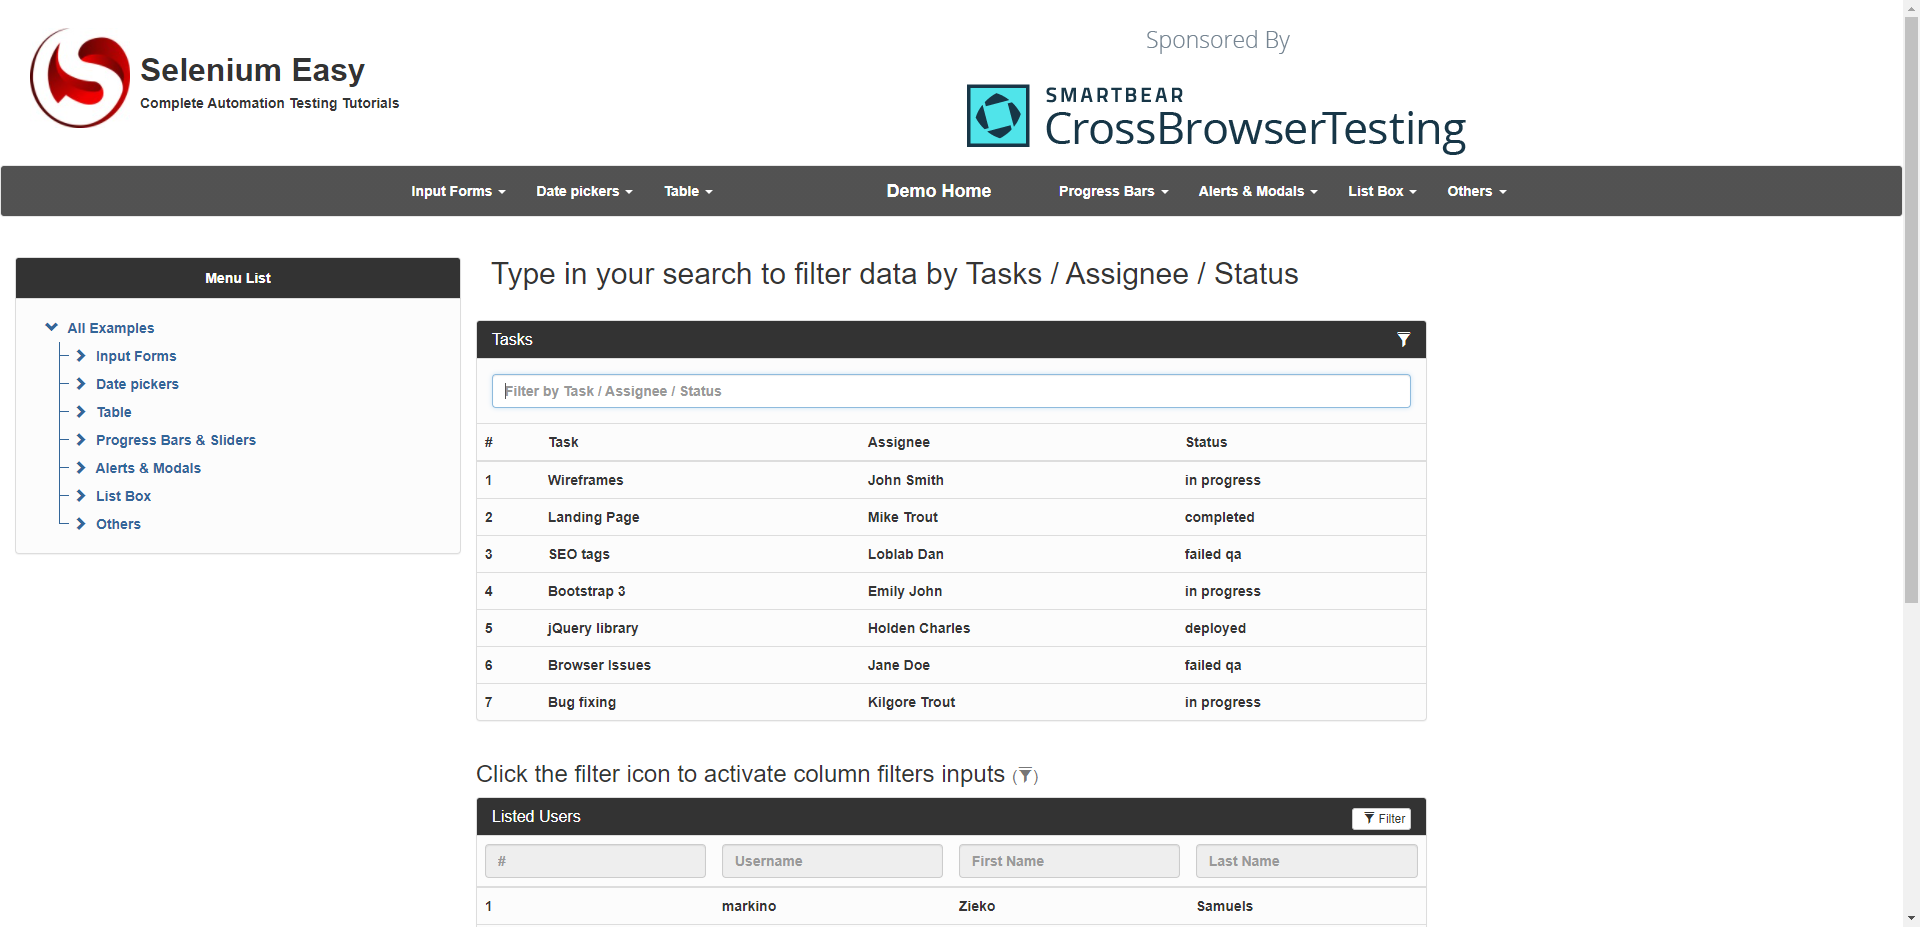 Selenium Easy
Complete Automation Testing Tutorials
Sponsored By
SMARTBEAR
CrossBrowserTesting
Input Forms Date pickers Table Demo Home Progress Bars Alerts & Modals List Box Others
Menu List
All Examples
Input Forms
Date pickers
Table
Progress Bars & Sliders
Alerts & Modals
List Box
Others
Type in your search to filter data by Tasks / Assignee / Status
Tasks
Filter by Task / Assignee / Status
# Task Assignee Status
1 Wireframes John Smith in progress
2 Landing Page Mike Trout completed
3 SEO tags Loblab Dan failed qa
4 Bootstrap 3 Emily John in progress
5 jQuery library Holden Charles deployed
6 Browser Issues Jane Doe failed qa
7 Bug fixing Kilgore Trout in progress
Click the filter icon to activate column filters inputs ()
Listed Users Filter
# Username First Name Last Name
1 markino Zieko Samuels